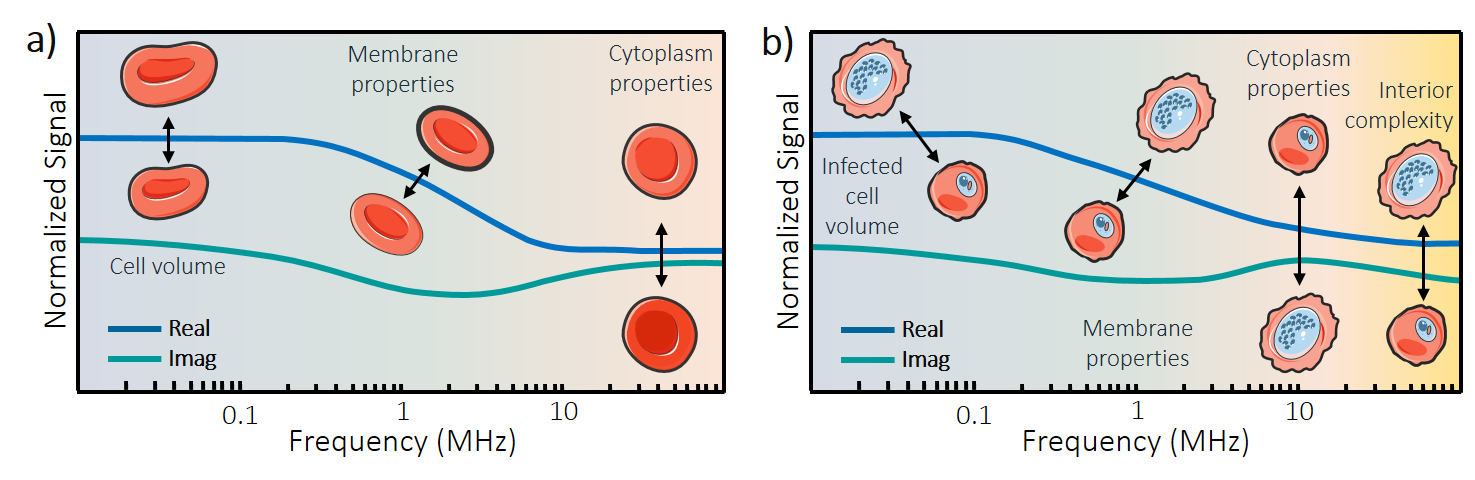 a)
Normalized Signal
Membrane
properties
Cytoplasm
properties
Cell volume
Real
Imag
0.1
1
10
Frequency (MHz)
b)
Normalized Signal
Cytoplasm
properties
Interior
complexity
Infected
cell
volume
Membrane
properties
Real
Imag
0.1
1
10
Frequency (MHz)